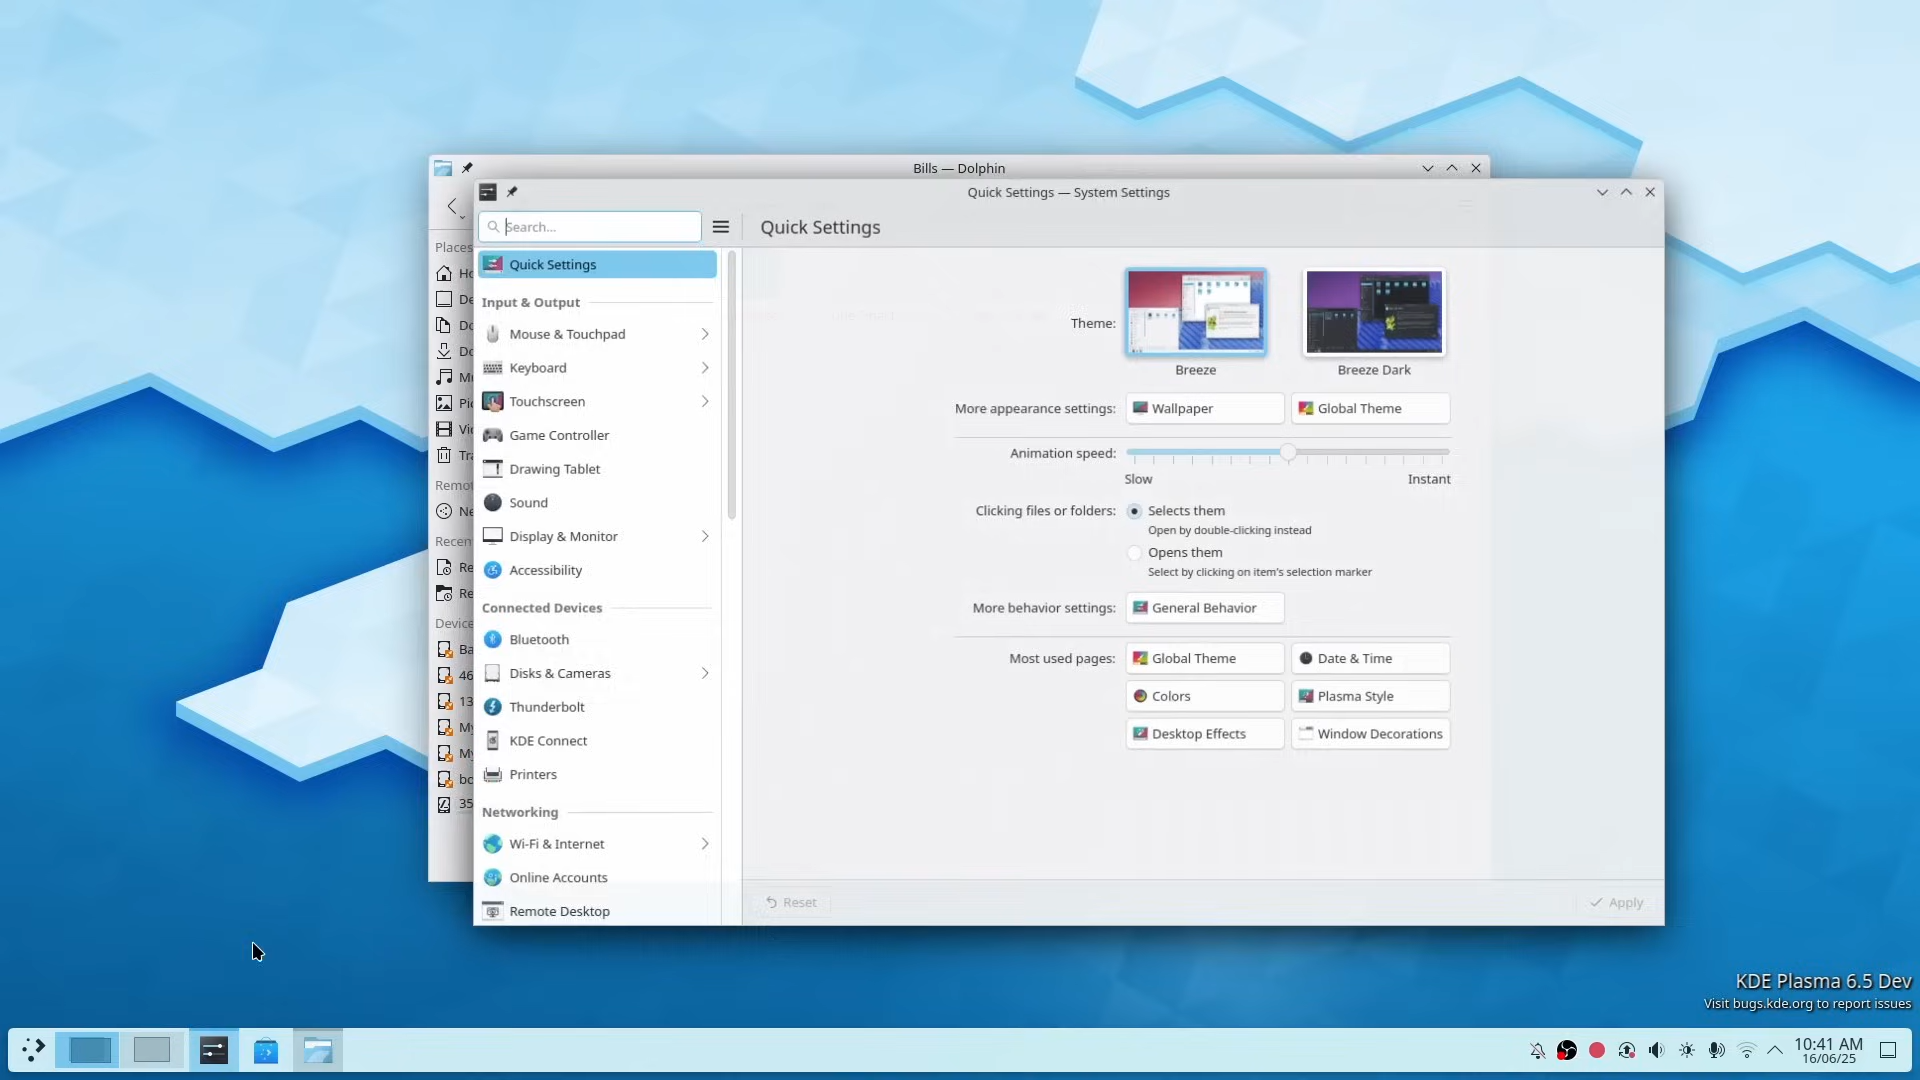 Bills — Dolphin
Quick Settings — System Settings
Search...
Quick Settings
Places
Quick Settings
Input & Output
Mouse & Touchpad
Keyboard
Touchscreen
Game Controller
Drawing Tablet
Sound
Display & Monitor
Accessibility
Connected Devices
Bluetooth
Disks & Cameras
Thunderbolt
KDE Connect
Printers
Networking
Wi-Fi & Internet
Online Accounts
Remote Desktop
Theme:
Breeze
Breeze Dark
More appearance settings:
Wallpaper
Global Theme
Animation speed:
Slow
Instant
Clicking files or folders:
Selects them
Open by double-clicking instead
Opens them
Select by clicking on item's selection marker
More behavior settings:
General Behavior
Most used pages:
Global Theme
Date & Time
Colors
Plasma Style
Desktop Effects
Window Decorations
Reset
Apply
KDE Plasma 6.5 Dev
Visit bugs.kde.org to report issues
10:41 AM
16/06/25